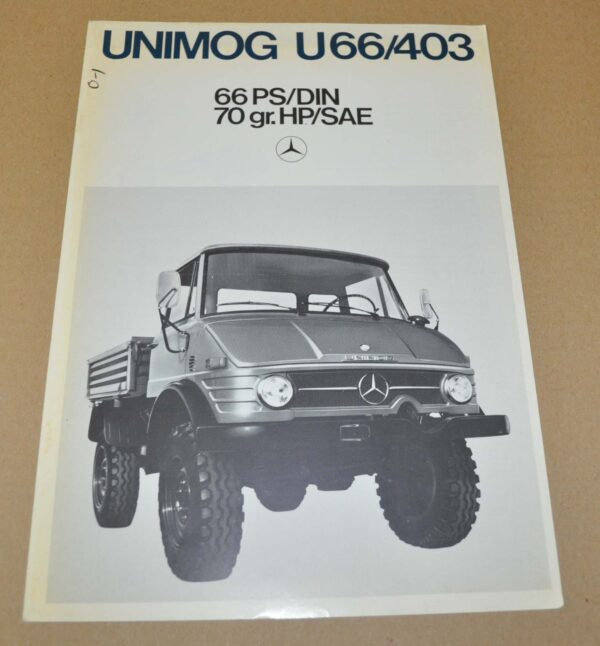 UNIMOG U66/403
0-1
66 PS/DIN
70 gr. HP/SAE